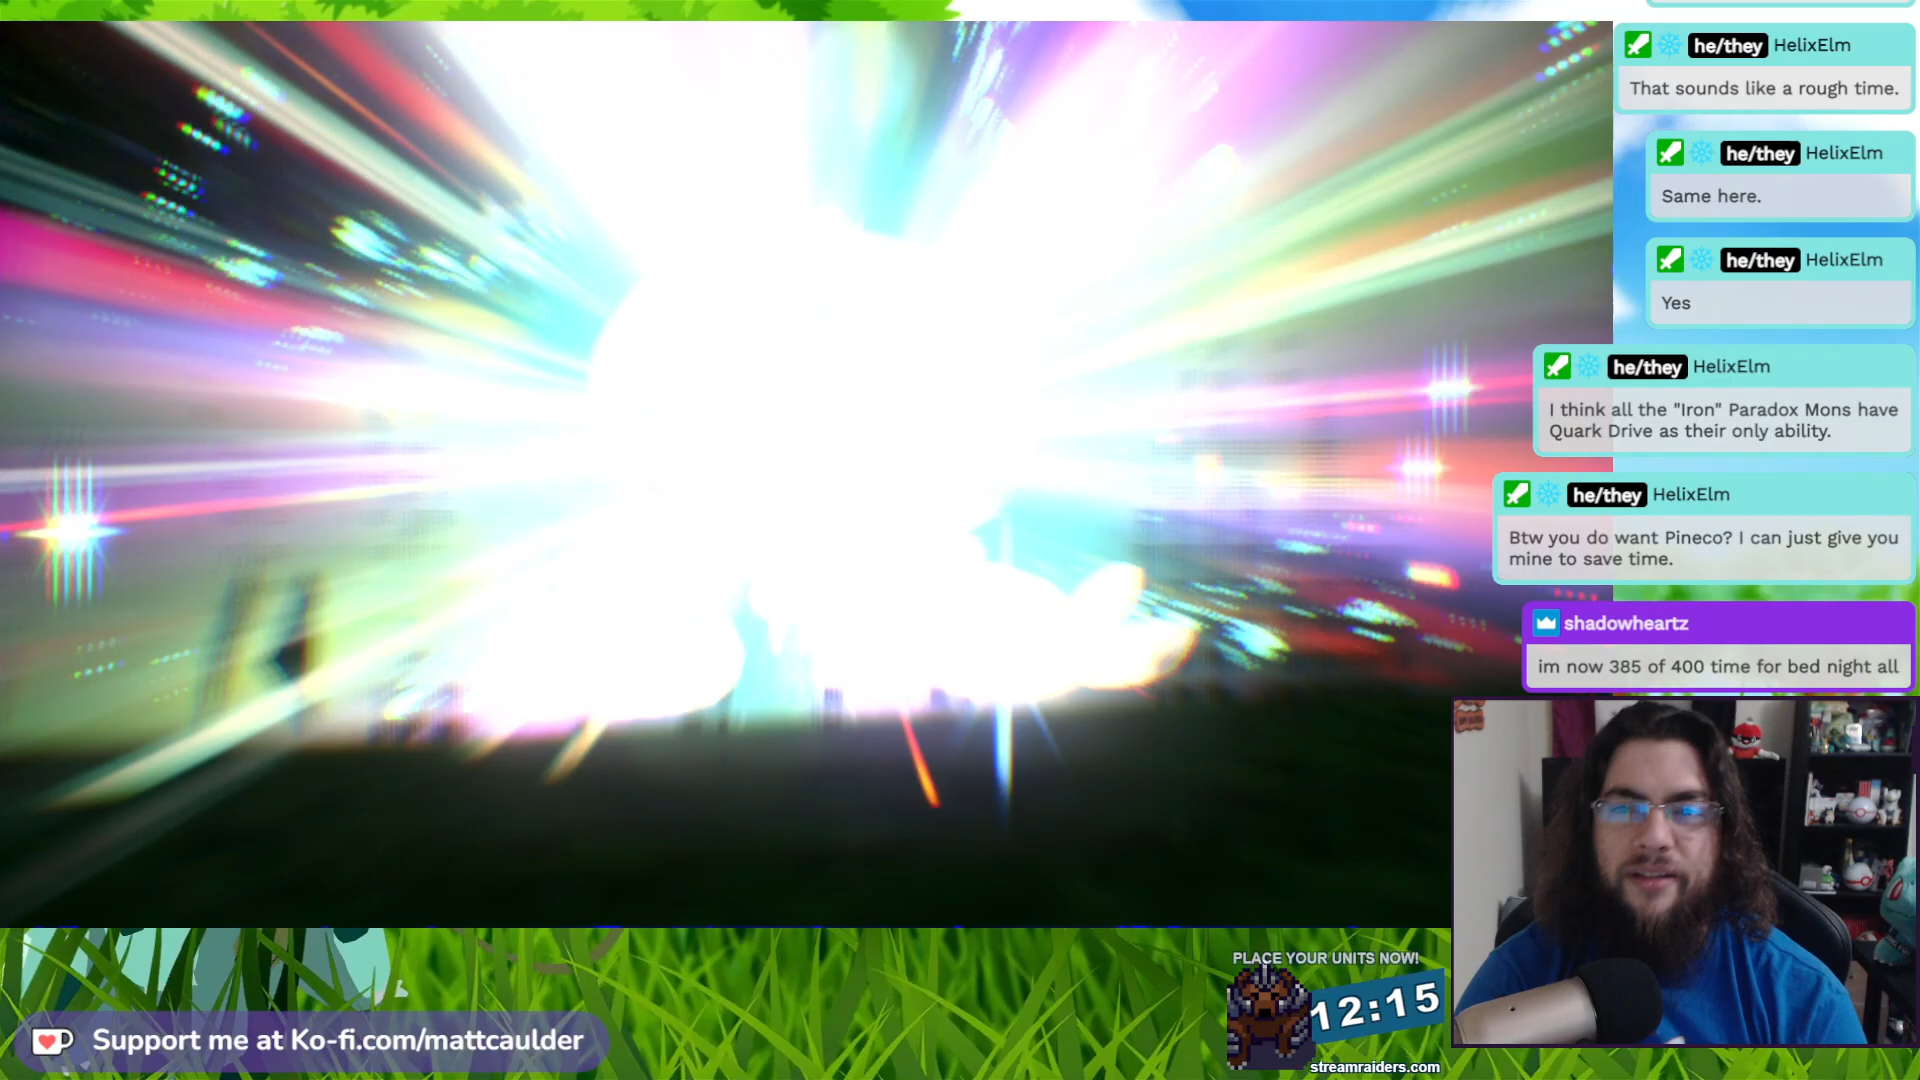 he/they HelixElm
That sounds like a rough time.
he/they HelixElm
Same here.
he/they HelixElm
Yes
he/they HelixElm
I think all the "Iron" Paradox Mons have
Quark Drive as their only ability.
he/they HelixElm
Btw you do want Pineco? I can just give you
mine to save time.
shadowheartz
im now 385 of 400 time for bed night all
PLACE YOUR UNITS NOW!
12:15
streamraiders.com
Support me at Ko-fi.com/mattcaulder